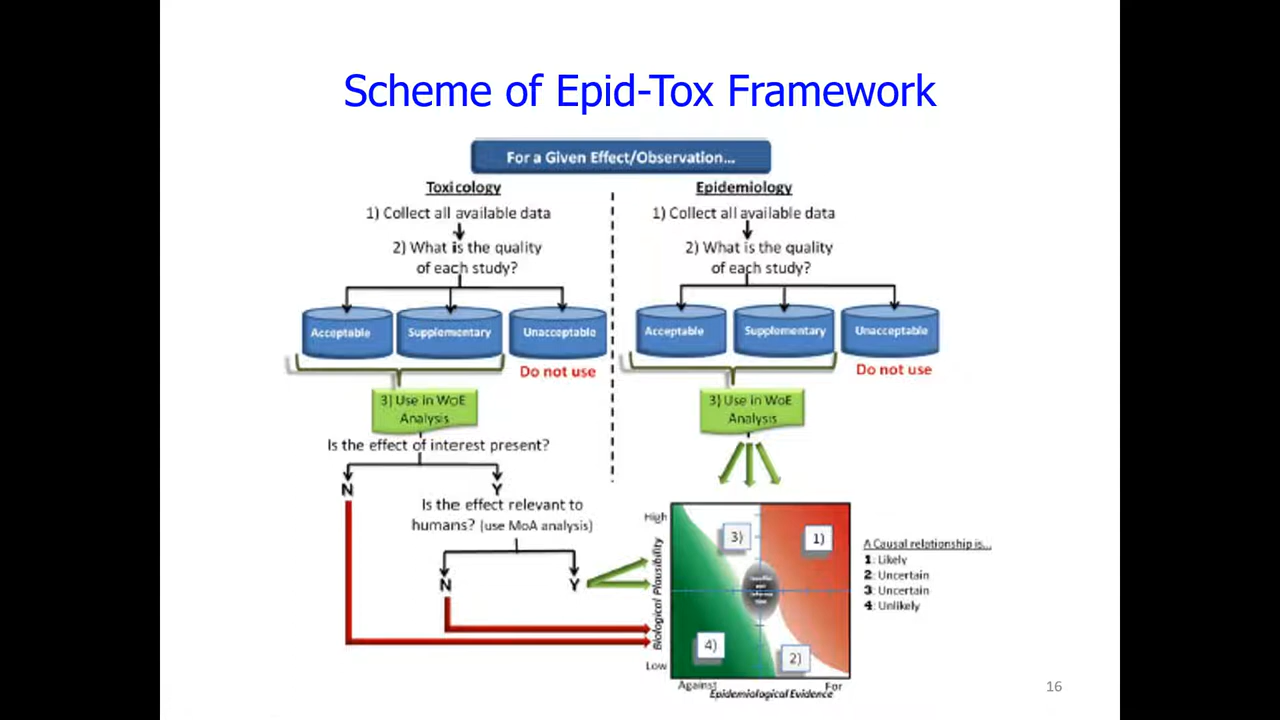 Scheme of Epid-Tox Framework
For a Given Effect/Observation...
Toxicology
1) Collect all available data
2) What is the quality
of each study?
Acceptable
Supplementary
Unacceptable
Do not use
3) Use in WoE
Analysis
Is the effect of interest present?
N
Y
Is the effect relevant to
humans? (use MoA analysis)
N
Y
Epidemiology
1) Collect all available data
2) What is the quality
of each study?
Acceptable
Supplementary
Unacceptable
Do not use
3) Use in WoE
Analysis
High
Biological Plausibility
Low
3)
1)
4)
2)
Against
For
Epidemiological Evidence
A Causal relationship is...
1: Likely
2: Uncertain
3: Uncertain
4: Unlikely
16